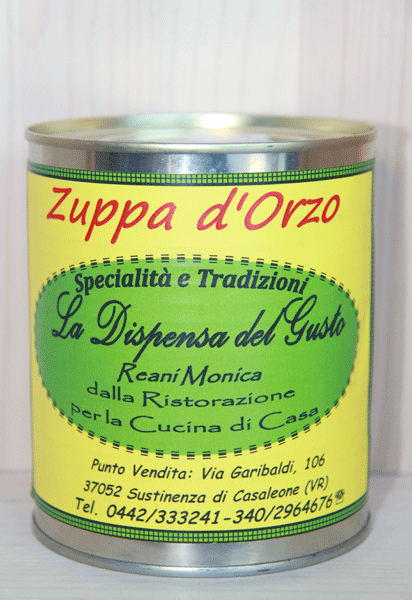 Zuppa d'Orzo
Specialità e Tradizioni
La Dispensa del Gusto
Reani Monica
dalla Ristorazione
per la Cucina di Casa
Punto Vendita: Via Garibaldi, 106
37052 Sustinenza di Casaleone (VR)
Tel. 0442/333241-340/2964676